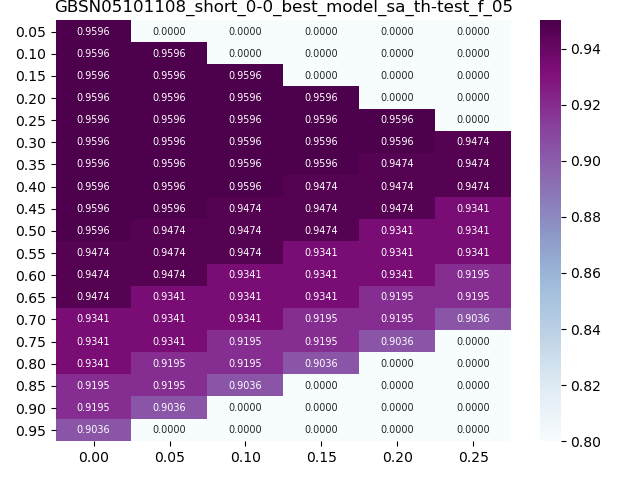 GBSN05101108_short_0-0_best_model_sa_th-test_f_05
0.05 0.9596 0.0000 0.0000 0.0000 0.0000 0.0000
0.10 0.9596 0.9596 0.0000 0.0000 0.0000 0.0000
0.15 0.9596 0.9596 0.9596 0.0000 0.0000 0.0000
0.20 0.9596 0.9596 0.9596 0.9596 0.0000 0.0000
0.25 0.9596 0.9596 0.9596 0.9596 0.9596 0.0000
0.30 0.9596 0.9596 0.9596 0.9596 0.9596 0.9474
0.35 0.9596 0.9596 0.9596 0.9596 0.9474 0.9474
0.40 0.9596 0.9596 0.9596 0.9474 0.9474 0.9474
0.45 0.9596 0.9596 0.9474 0.9474 0.9474 0.9341
0.50 0.9596 0.9474 0.9474 0.9474 0.9341 0.9341
0.55 0.9474 0.9474 0.9474 0.9341 0.9341 0.9341
0.60 0.9474 0.9474 0.9341 0.9341 0.9341 0.9195
0.65 0.9474 0.9341 0.9341 0.9341 0.9195 0.9195
0.70 0.9341 0.9341 0.9341 0.9195 0.9195 0.9036
0.75 0.9341 0.9341 0.9195 0.9195 0.9036 0.0000
0.80 0.9341 0.9195 0.9195 0.9036 0.0000 0.0000
0.85 0.9195 0.9195 0.9036 0.0000 0.0000 0.0000
0.90 0.9195 0.9036 0.0000 0.0000 0.0000 0.0000
0.95 0.9036 0.0000 0.0000 0.0000 0.0000 0.0000
0.00 0.05 0.10 0.15 0.20 0.25
0.94
0.92
0.90
0.88
0.86
0.84
0.82
0.80